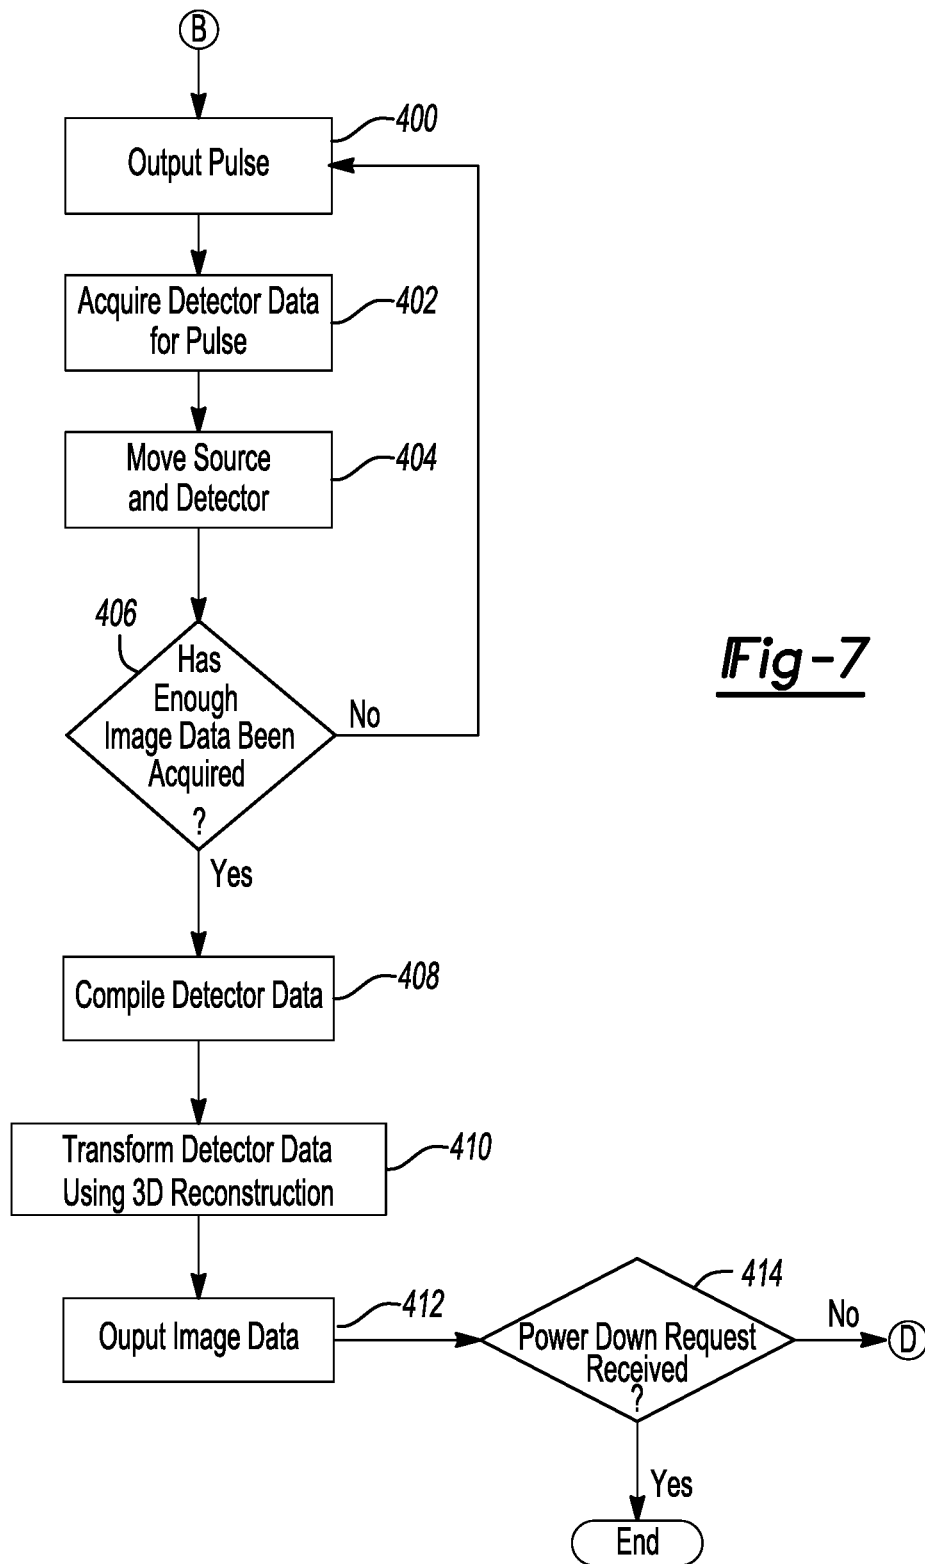 B
400
Output Pulse
Acquire Detector Data
for Pulse
402
Move Source
and Detector
404
406
Has
Enough
Image Data Been
Acquired
?
No
Fig-7
Yes
Compile Detector Data
408
Transform Detector Data
Using 3D Reconstruction
410
Ouput Image Data
412
414
Power Down Request
Received
?
No
D
Yes
End